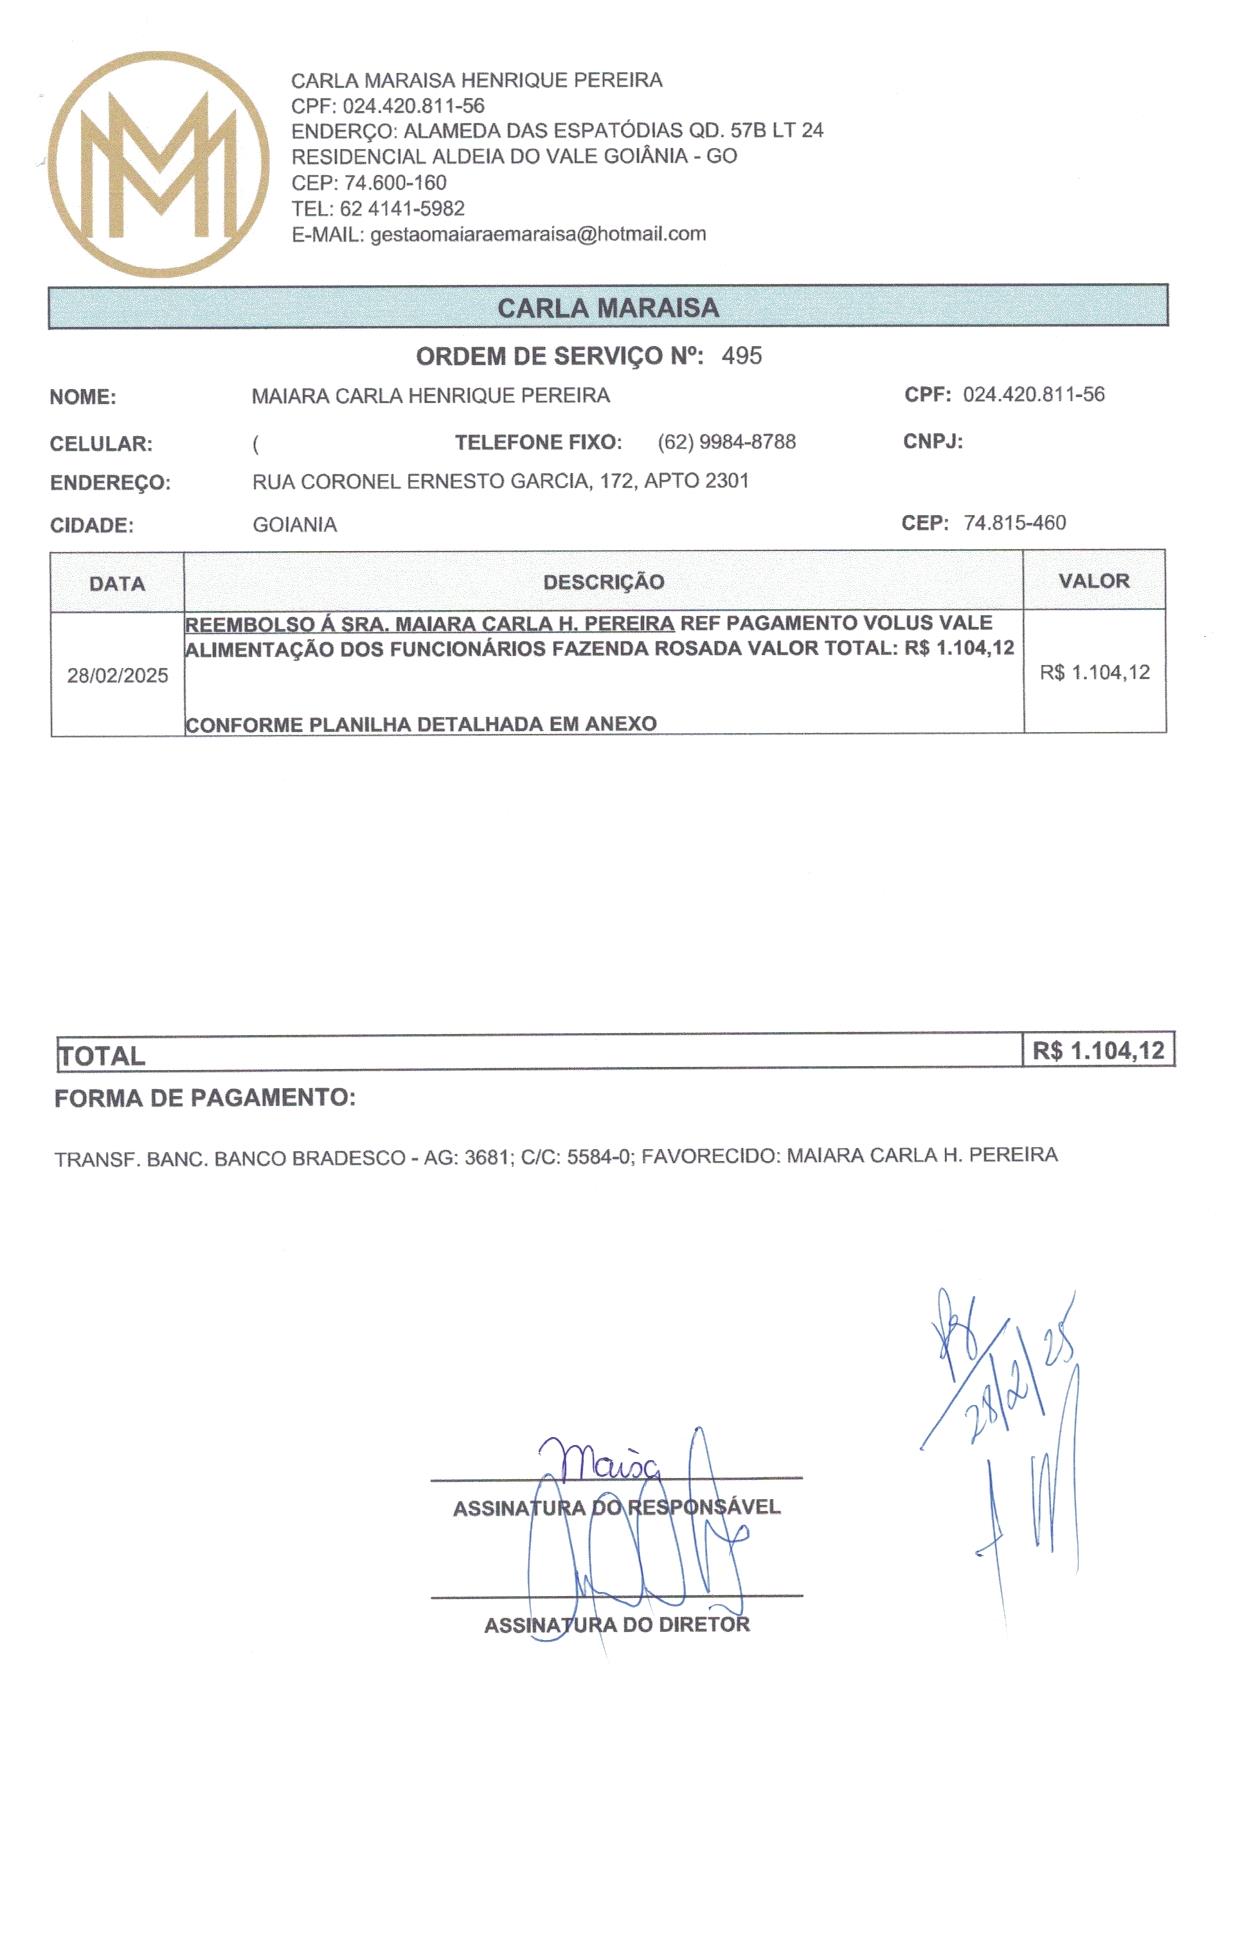 CARLA MARAISA HENRIQUE PEREIRA
CPF: 024.420.811-56
ENDERÇO: ALAMEDA DAS ESPATÓDIAS QD. 57B LT 24
RESIDENCIAL ALDEIA DO VALE GOIÂNIA - GO
CEP: 74.600-160
TEL: 62 4141-5982
E-MAIL: gestaomaiaraemaraisa@hotmail.com
CARLA MARAISA
ORDEM DE SERVIÇO Nº: 495
NOME: MAIARA CARLA HENRIQUE PEREIRA CPF: 024.420.811-56
CELULAR: ( TELEFONE FIXO: (62) 9984-8788 CNPJ:
ENDEREÇO: RUA CORONEL ERNESTO GARCIA, 172, APTO 2301
CIDADE: GOIANIA CEP: 74.815-460
DATA DESCRIÇÃO VALOR
REEMBOLSO Á SRA. MAIARA CARLA H. PEREIRA REF PAGAMENTO VOLUS VALE
ALIMENTAÇÃO DOS FUNCIONÁRIOS FAZENDA ROSADA VALOR TOTAL: R$ 1.104,12
28/02/2025 R$ 1.104,12
CONFORME PLANILHA DETALHADA EM ANEXO
TOTAL R$ 1.104,12
FORMA DE PAGAMENTO:
TRANSF. BANC. BANCO BRADESCO - AG: 3681; C/C: 5584-0; FAVORECIDO: MAIARA CARLA H. PEREIRA
28/2/25
Maisa
ASSINATURA DO RESPONSÁVEL
ASSINATURA DO DIRETOR